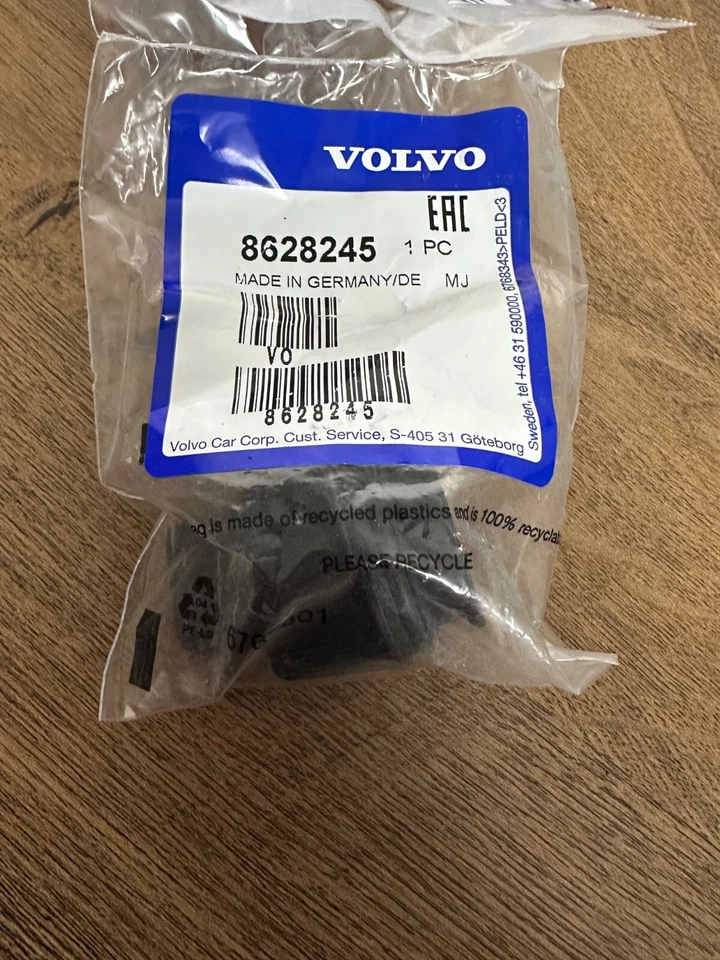 VOLVO
EAC
8628245 1 PC
MADE IN GERMANY/DE MJ
VO
8628245
Volvo Car Corp. Cust. Service, S-405 31 Göteborg
Sweden, tel +46 31 590000, 6768343>PELD<3
is made of recycled plastics and is 100%
PLEASE RECYCLE